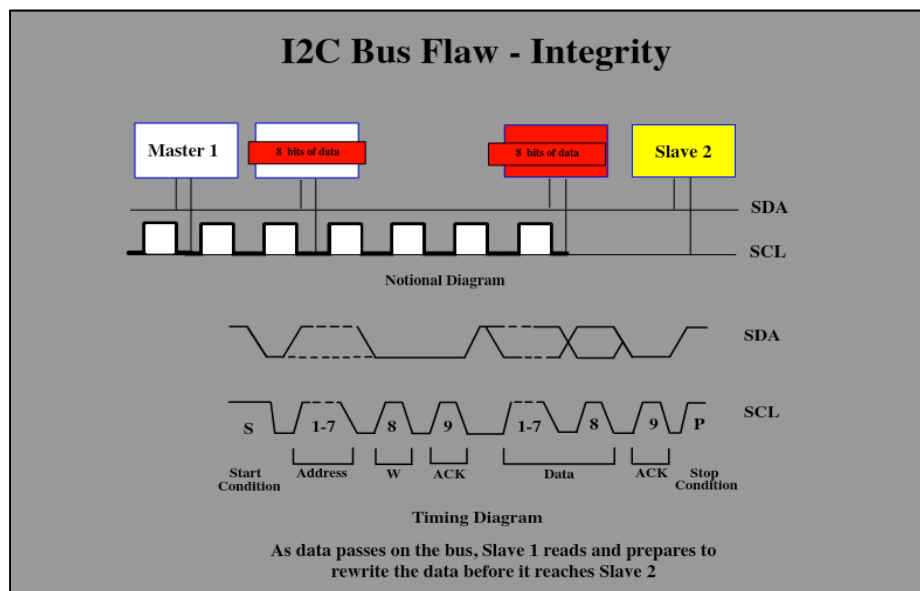 I2C Bus Flaw - Integrity
Master 1
8 bits of data
8 bits of data
Slave 2
SDA
SCL
Notional Diagram
SDA
SCL
S
1-7
8
9
1-7
8
9
P
Start
Condition
Address
W
ACK
Data
ACK
Stop
Condition
Timing Diagram
As data passes on the bus, Slave 1 reads and prepares to
rewrite the data before it reaches Slave 2